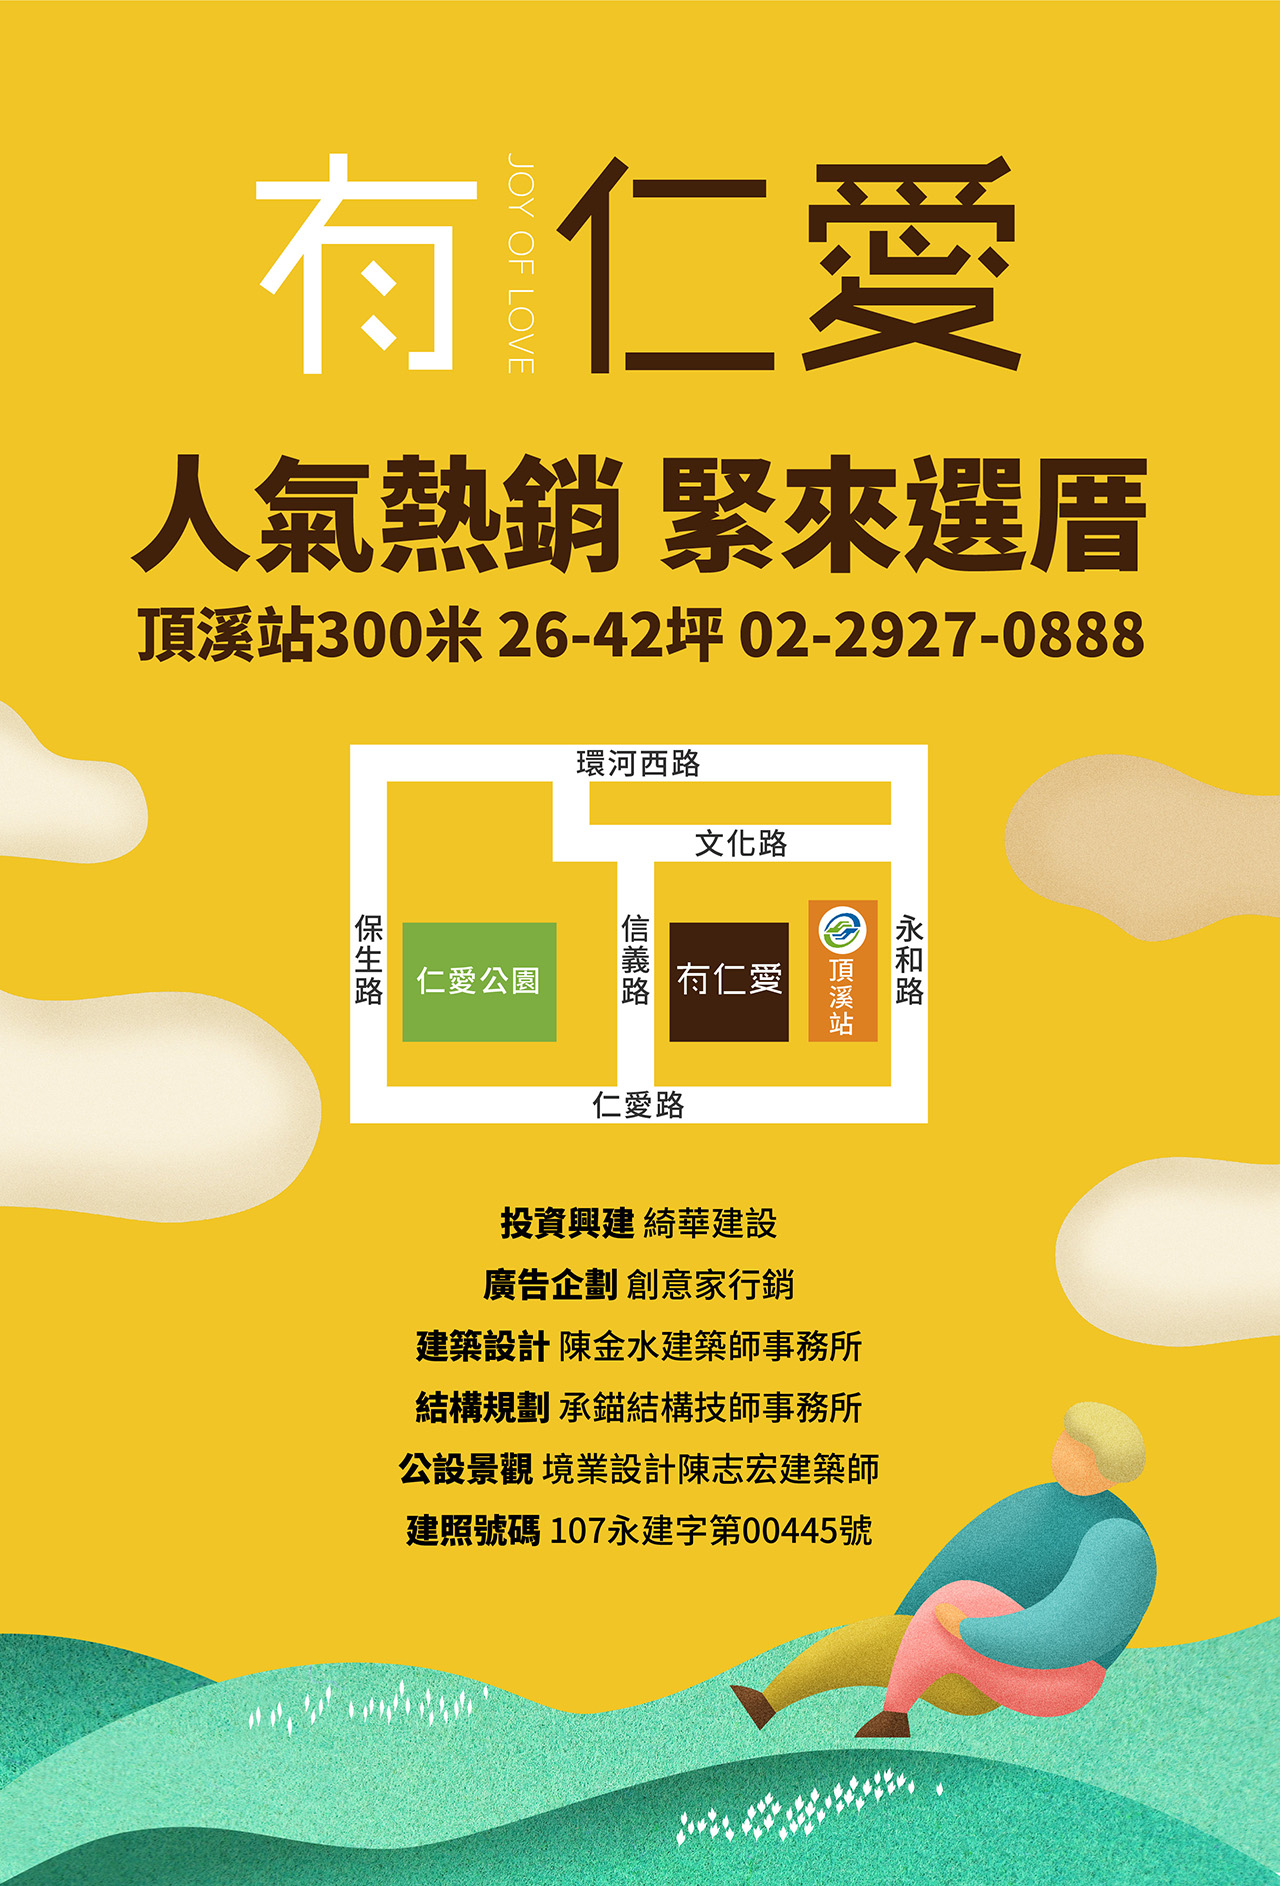 有仁愛
JOY OF LOVE
人氣熱銷 緊來選厝
頂溪站300米 26-42坪 02-2927-0888
環河西路
文化路
保生路
仁愛公園
信義路
有仁愛
頂溪站
永和路
仁愛路
投資興建 綺華建設
廣告企劃 創意家行銷
建築設計 陳金水建築師事務所
結構規劃 承錨結構技師事務所
公設景觀 境業設計陳志宏建築師
建照號碼 107永建字第00445號